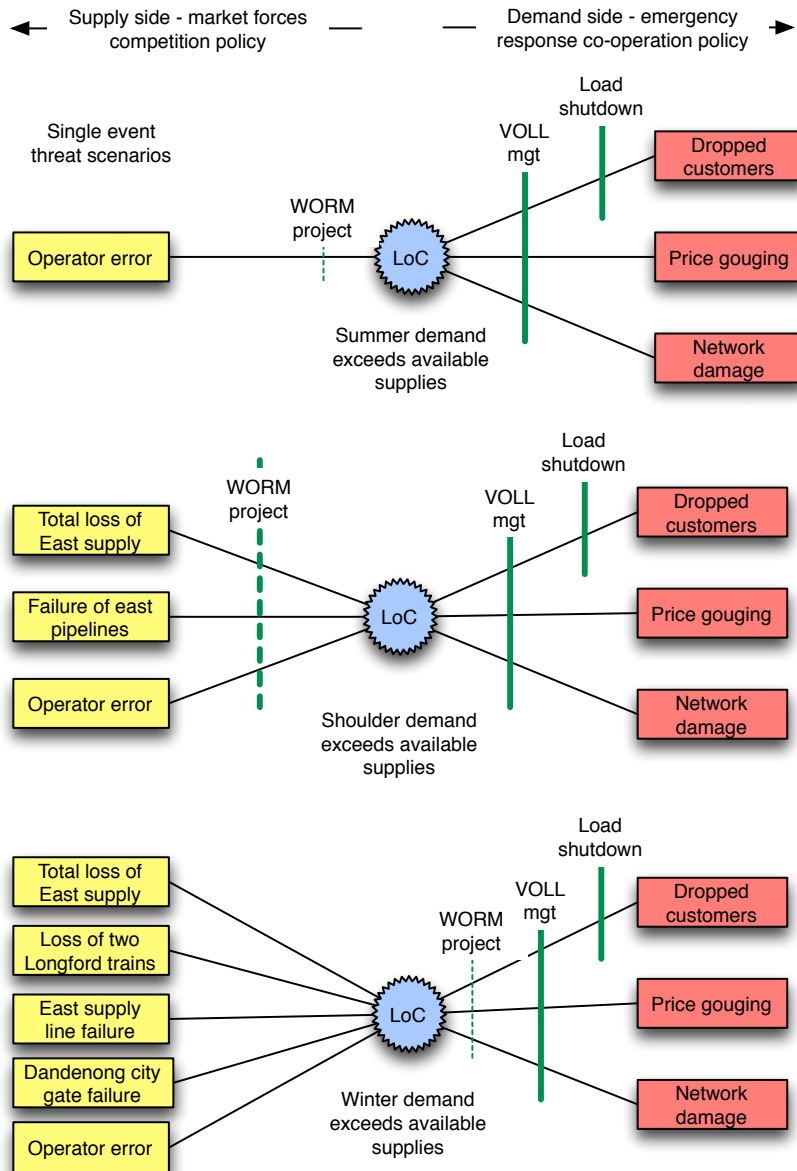 Supply side - market forces
competition policy
Demand side - emergency
response co-operation policy
Single event
threat scenarios
Load
shutdown
VOLL
mgt
WORM
project
Operator error
LoC
Dropped
customers
Price gouging
Network
damage
Summer demand
exceeds available
supplies
Load
shutdown
VOLL
mgt
WORM
project
Total loss of
East supply
Failure of east
pipelines
Operator error
LoC
Dropped
customers
Price gouging
Network
damage
Shoulder demand
exceeds available
supplies
Load
shutdown
VOLL
mgt
WORM
project
Total loss of
East supply
Loss of two
Longford trains
East supply
line failure
Dandenong city
gate failure
Operator error
LoC
Dropped
customers
Price gouging
Network
damage
Winter demand
exceeds available
supplies